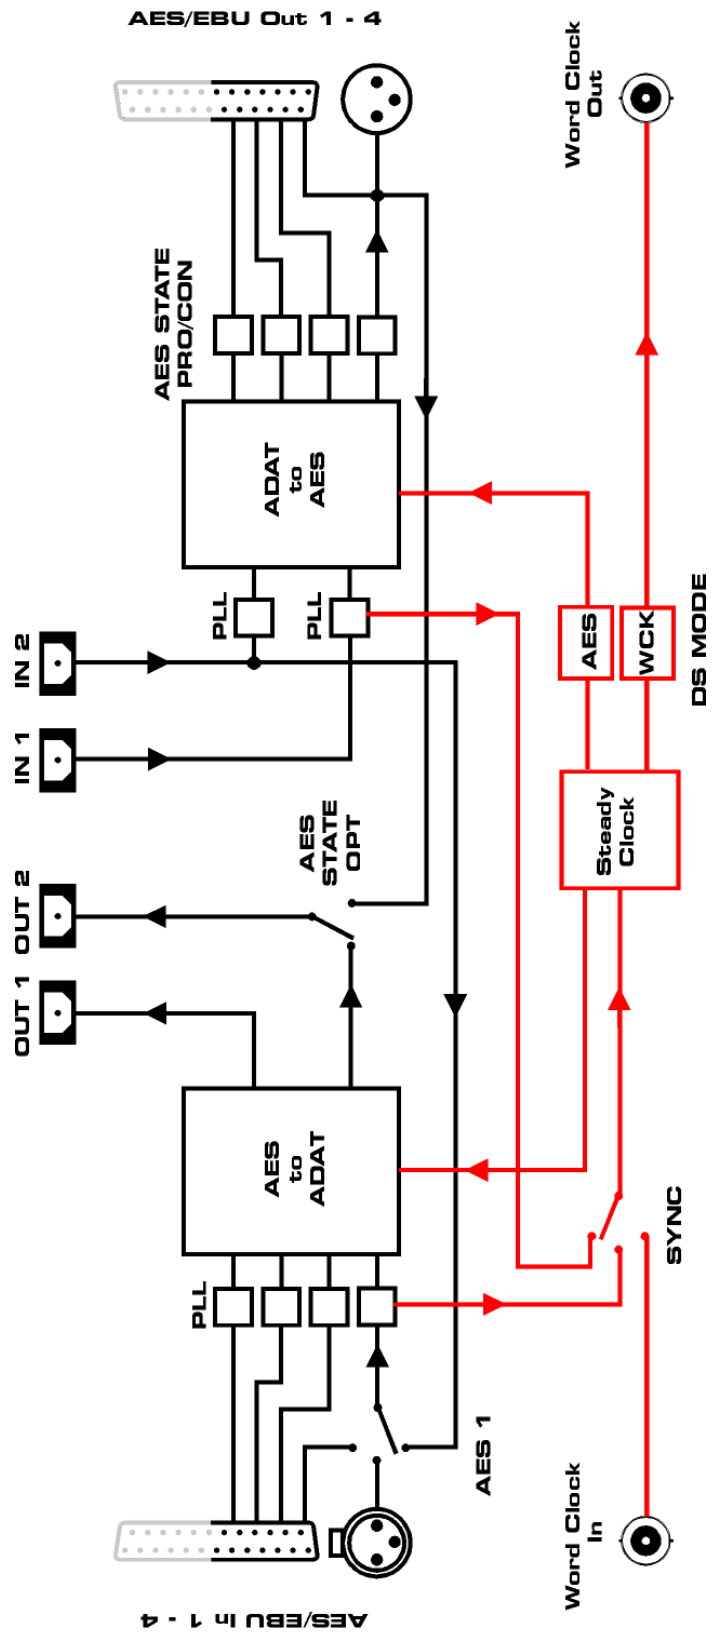 AES/EBU Out 1 - 4
Word Clock
Out
AES STATE
PRO/CON
ADAT
to
AES
PLL
PLL
IN 2
IN 1
AES
WCK
DS MODE
Steady
Clock
AES
STATE
OPT
OUT 2
OUT 1
AES
to
ADAT
SYNC
PLL
AES 1
Word Clock
In
AES/EBU In 1 - 4